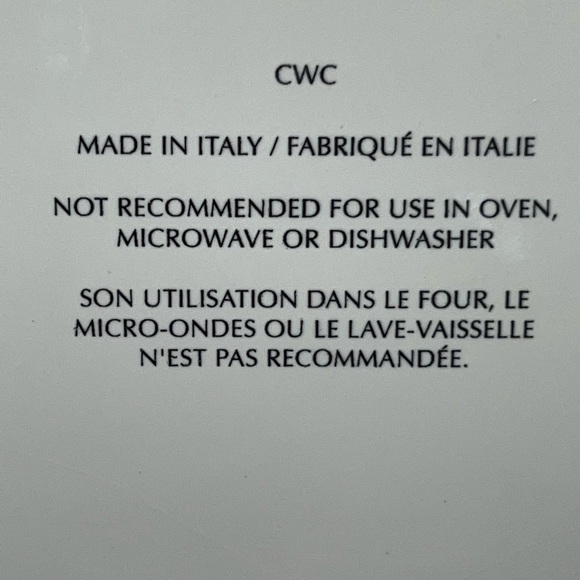 CWC
MADE IN ITALY / FABRIQUÉ EN ITALIE
NOT RECOMMENDED FOR USE IN OVEN,
MICROWAVE OR DISHWASHER
SON UTILISATION DANS LE FOUR, LE
MICRO-ONDES OU LE LAVE-VAISSELLE
N'EST PAS RECOMMANDÉE.